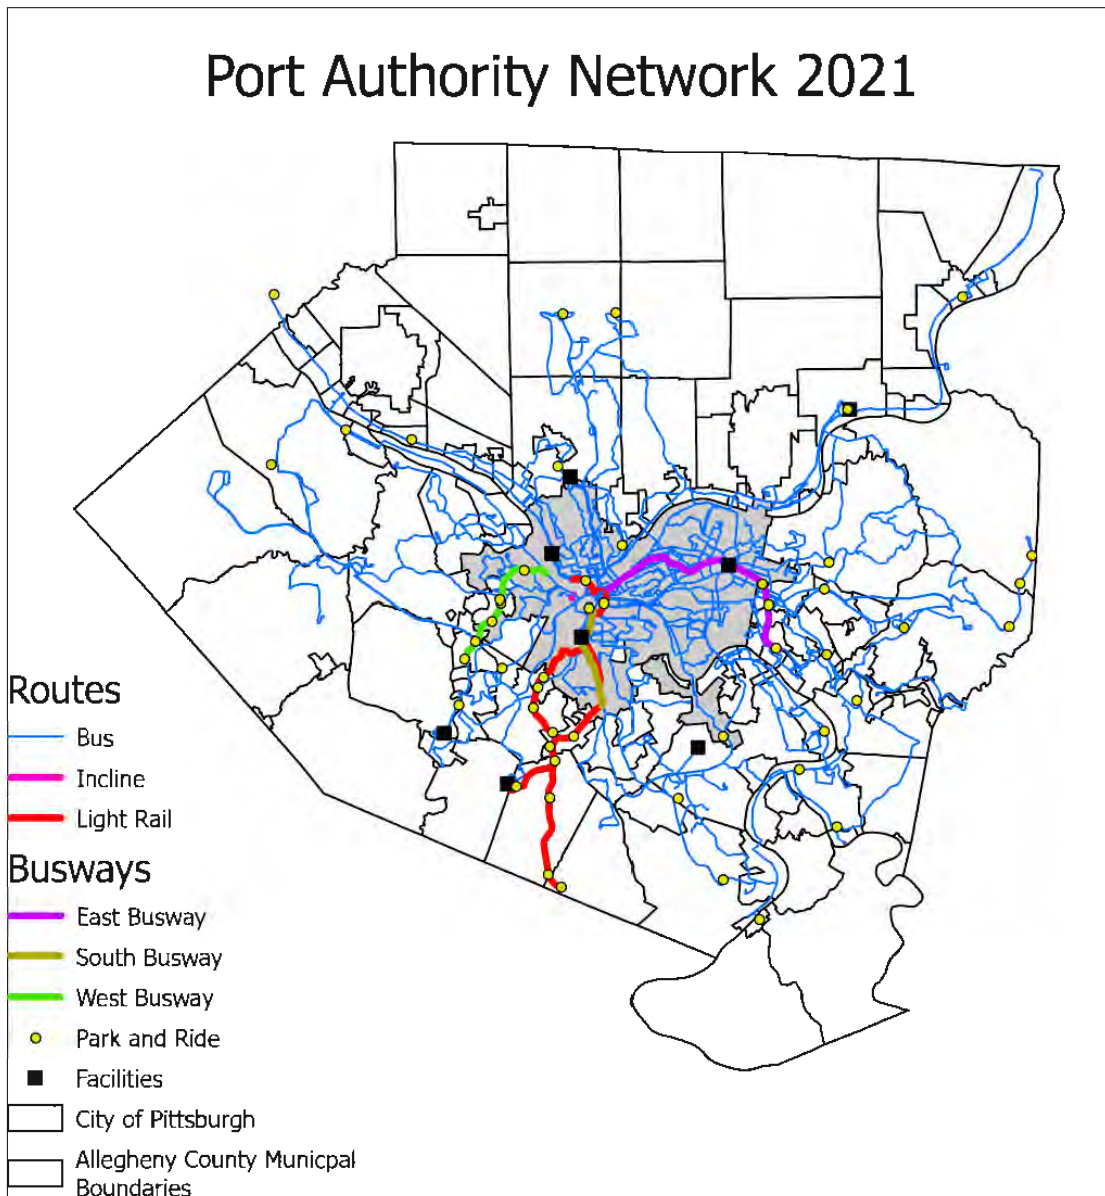 Port Authority Network 2021
Routes
Bus
Incline
Light Rail
Busways
East Busway
South Busway
West Busway
Park and Ride
Facilities
City of Pittsburgh
Allegheny County Municpal
Boundaries